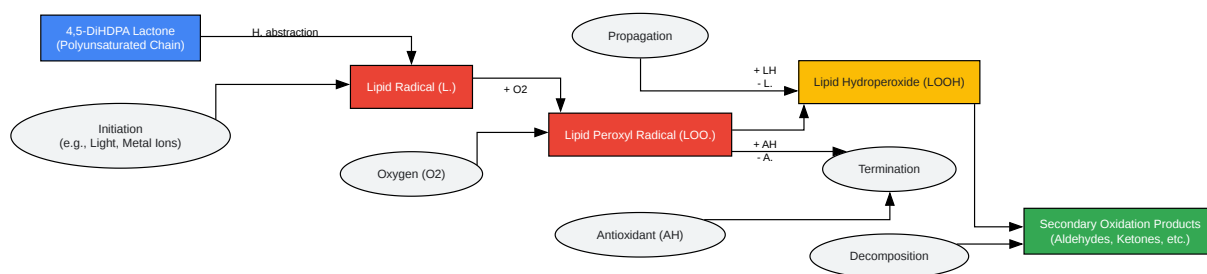 4,5-DiHDPA Lactone
(Polyunsaturated Chain)
H. abstraction
Propagation
Lipid Radical (L.)
+ O2
+ LH
- L.
Lipid Hydroperoxide (LOOH)
Initiation
(e.g., Light, Metal Ions)
Lipid Peroxyl Radical (LOO.)
+ AH
- A.
Oxygen (O2)
Termination
Antioxidant (AH)
Secondary Oxidation Products
(Aldehydes, Ketones, etc.)
Decomposition